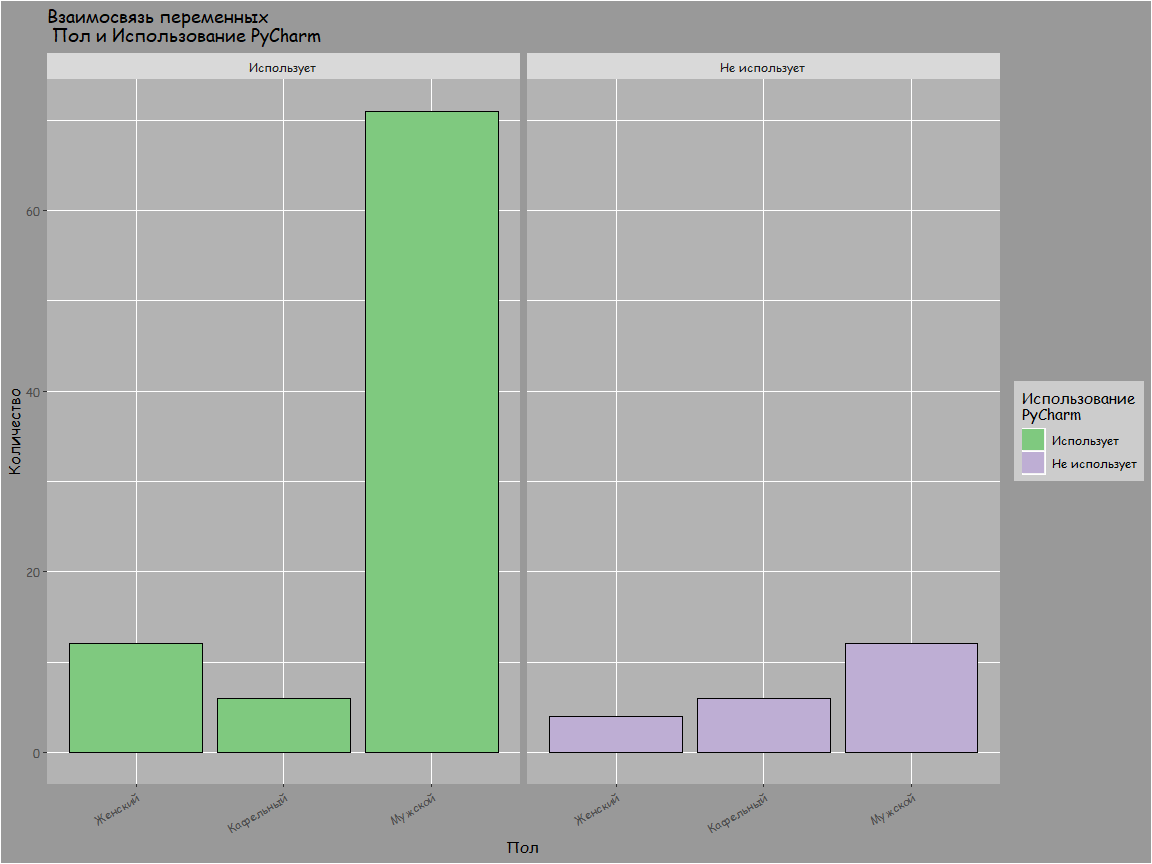 Взаимосвязь переменных
Пол и Использование PyCharm
Использует
Не использует
Количество
60
40
20
0
Женский
Кафельный
Мужской
Женский
Кафельный
Мужской
Пол
Использование
PyCharm
Использует
Не использует